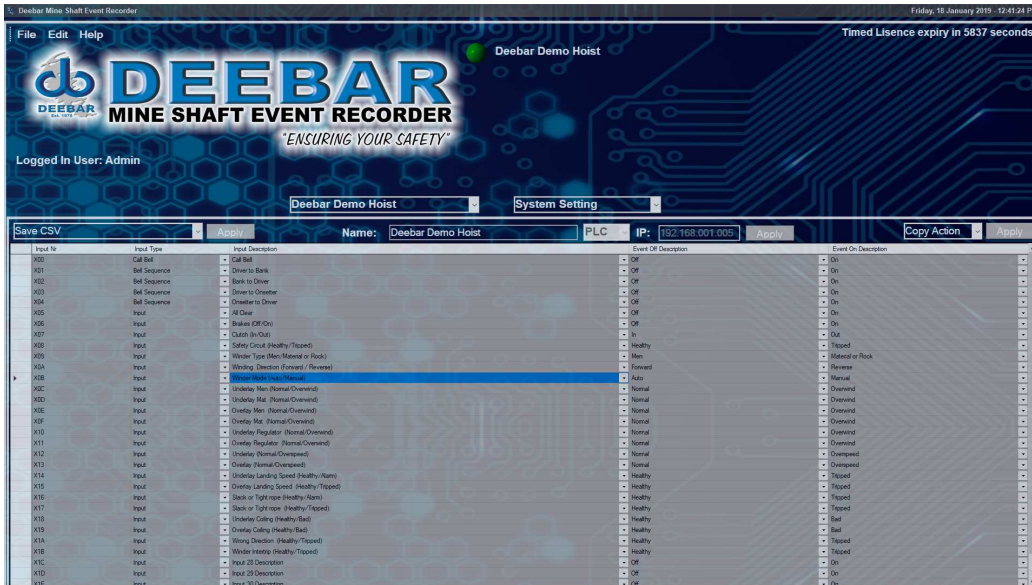 Deebar Mine Shaft Event Recorder Friday, 18 January 2019 - 12:41:24 P
File Edit Help Timed Lisence expiry in 5837 seconds
Deebar Demo Hoist
db DEEBAR
DEEBAR
Est. 1978
MINE SHAFT EVENT RECORDER
"ENSURING YOUR SAFETY"
Logged In User: Admin
Deebar Demo Hoist System Setting
Save CSV Apply Name: Deebar Demo Hoist PLC IP: 192.168.001.005 Apply Copy Action Apply
Input Nr Input Type Input Description Event Off Description Event On Description
X00 Call Bell Call Bell Off On
X01 Bell Sequence Driver to Bank Off On
X02 Bell Sequence Bank to Driver Off On
X03 Bell Sequence Driver to Onsetter Off On
X04 Bell Sequence Onsetter to Driver Off On
X05 Input All Clear Off On
X06 Input Brakes (Off/On) Off On
X07 Input Clutch (In/Out) In Out
X08 Input Safety Circuit (Healthy/Tripped) Healthy Tripped
X09 Input Winder Type (Men/Material or Rock) Men Material or Rock
X0A Input Winding Direction (Forward / Reverse) Forward Reverse
X0B Input Winder Mode (Auto/Manual) Auto Manual
X0C Input Underlay Men (Normal/Overwind) Normal Overwind
X0D Input Underlay Mat (Normal/Overwind) Normal Overwind
X0E Input Overlay Men (Normal/Overwind) Normal Overwind
X0F Input Overlay Mat (Normal/Overwind) Normal Overwind
X10 Input Underlay Regulator (Normal/Overwind) Normal Overwind
X11 Input Overlay Regulator (Normal/Overwind) Normal Overwind
X12 Input Underlay (Normal/Overspeed) Normal Overspeed
X13 Input Overlay (Normal/Overspeed) Normal Overspeed
X14 Input Underlay Landing Speed (Healthy/Alarm) Healthy Tripped
X15 Input Overlay Landing Speed (Healthy/Tripped) Healthy Tripped
X16 Input Slack or Tight rope (Healthy/Alarm) Healthy Tripped
X17 Input Slack or Tight rope (Healthy/Tripped) Healthy Tripped
X18 Input Underlay Coiling (Healthy/Bad) Healthy Bad
X19 Input Overlay Coiling (Healthy/Bad) Healthy Bad
X1A Input Wrong Direction (Healthy/Tripped) Healthy Tripped
X1B Input Winder Intertrip (Healthy/Tripped) Healthy Tripped
X1C Input Input 28 Description Off On
X1D Input Input 29 Description Off On
X1E Input Input 30 Description Off On